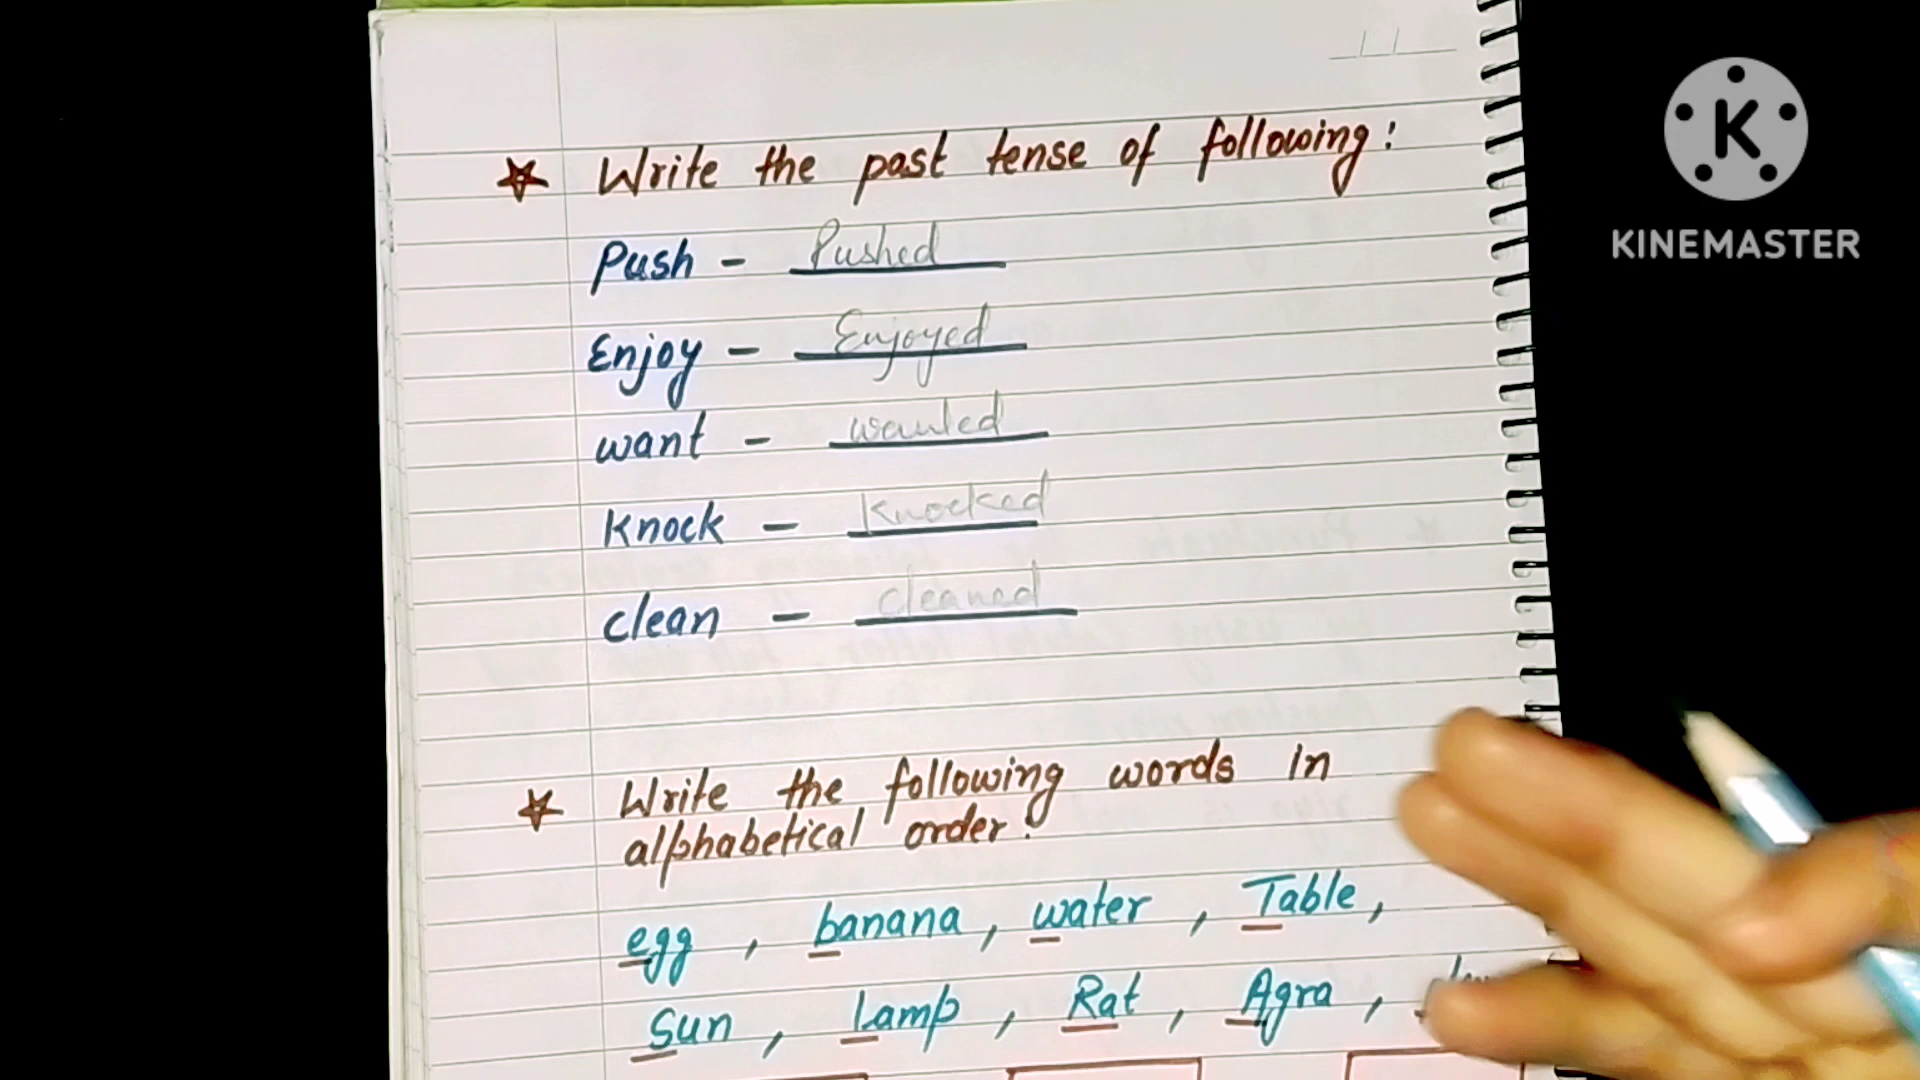 Write the past tense of following:
Push - Pushed
Enjoy - Enjoyed
want - wanted
Knock - Knocked
clean - cleaned
Write the following words in
alphabetical order:
egg, banana, water, Table,
Sun, lamp, Rat, Agra,
K
KINEMASTER